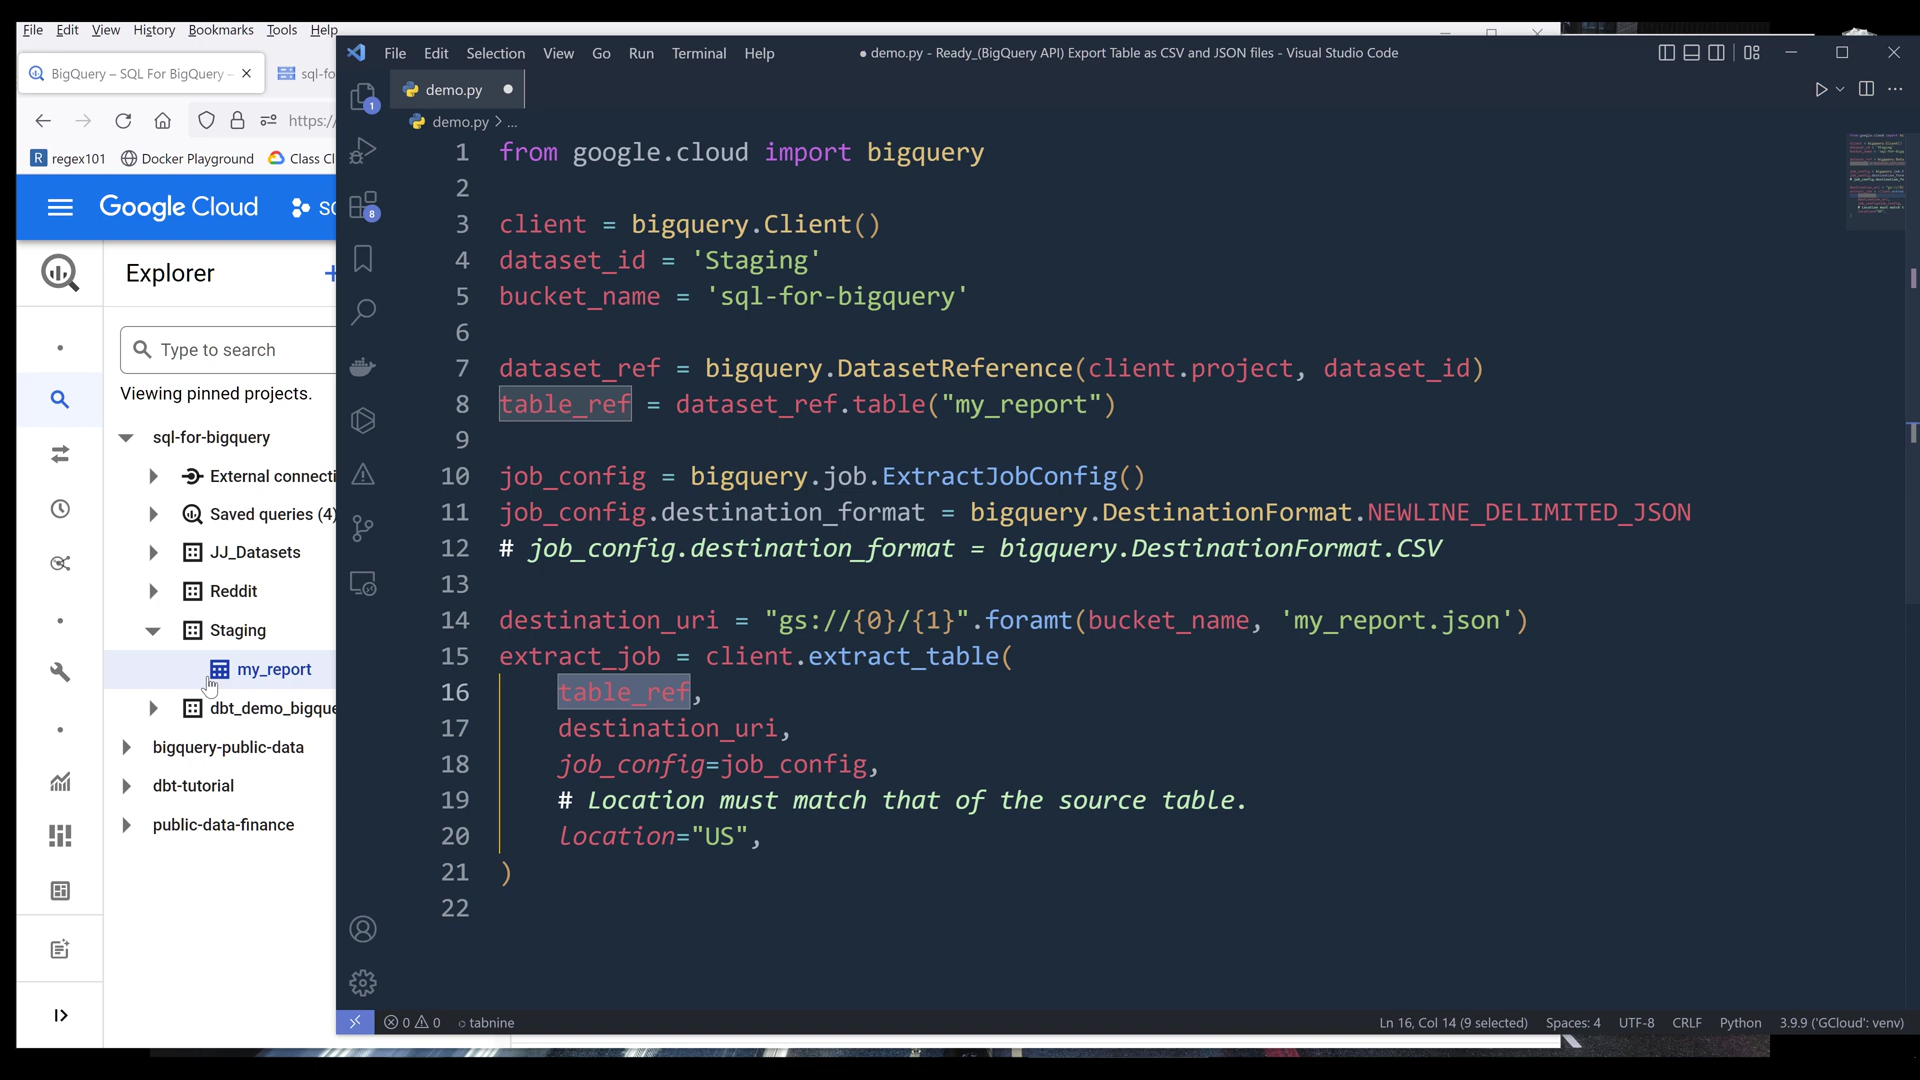 File Edit View History Bookmarks Tools Help
BigQuery – SQL For BigQuery –
sql-fo
https:/
regex101 Docker Playground Class Cl
Google Cloud
SQ
Explorer
Type to search
Viewing pinned projects.
sql-for-bigquery
External connecti
Saved queries (4)
JJ_Datasets
Reddit
Staging
my_report
dbt_demo_bigque
bigquery-public-data
dbt-tutorial
public-data-finance
File Edit Selection View Go Run Terminal Help
● demo.py - Ready_(BigQuery API) Export Table as CSV and JSON files - Visual Studio Code
1
8
demo.py
demo.py > ...
1 from google.cloud import bigquery
2
3 client = bigquery.Client()
4 dataset_id = 'Staging'
5 bucket_name = 'sql-for-bigquery'
6
7 dataset_ref = bigquery.DatasetReference(client.project, dataset_id)
8 table_ref = dataset_ref.table("my_report")
9
10 job_config = bigquery.job.ExtractJobConfig()
11 job_config.destination_format = bigquery.DestinationFormat.NEWLINE_DELIMITED_JSON
12 # job_config.destination_format = bigquery.DestinationFormat.CSV
13
14 destination_uri = "gs://{0}/{1}".foramt(bucket_name, 'my_report.json')
15 extract_job = client.extract_table(
16 table_ref,
17 destination_uri,
18 job_config=job_config,
19 # Location must match that of the source table.
20 location="US",
21 )
22
0 0 tabnine
Ln 16, Col 14 (9 selected) Spaces: 4 UTF-8 CRLF Python 3.9.9 ('GCloud': venv)